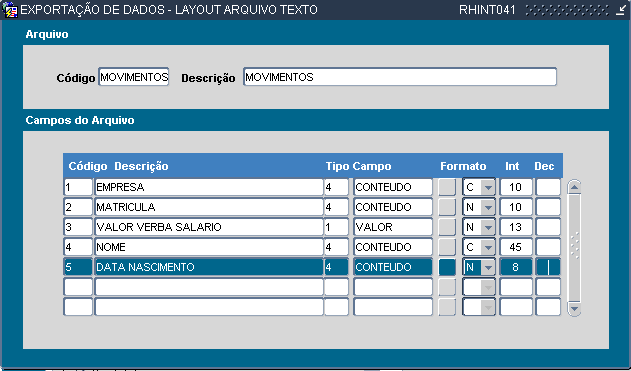 EXPORTAÇÃO DE DADOS - LAYOUT ARQUIVO TEXTO RHINT041
Arquivo
Código MOVIMENTOS Descrição MOVIMENTOS
Campos do Arquivo
Código Descrição Tipo Campo Formato Int Dec
1 EMPRESA 4 CONTEUDO C 10
2 MATRICULA 4 CONTEUDO N 10
3 VALOR VERBA SALARIO 1 VALOR N 13
4 NOME 4 CONTEUDO C 45
5 DATA NASCIMENTO 4 CONTEUDO N 8